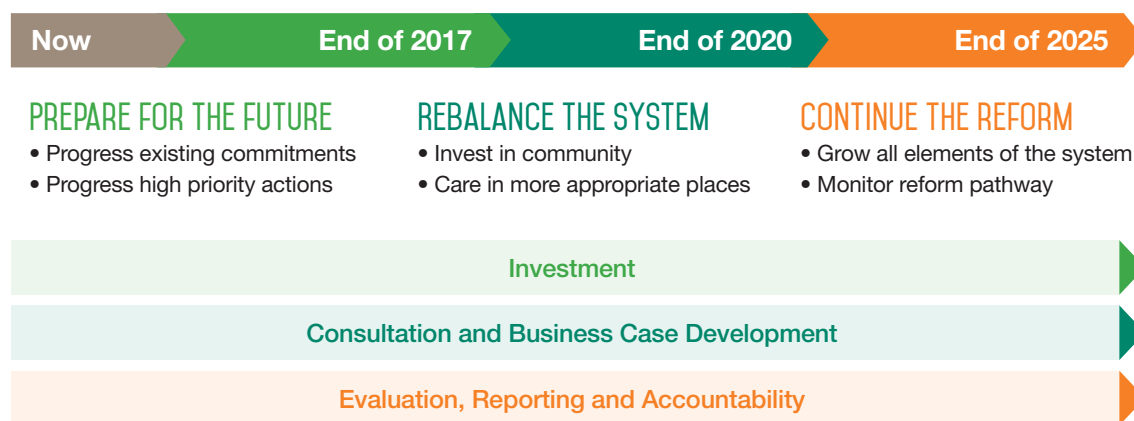 Now
End of 2017
End of 2020
End of 2025
PREPARE FOR THE FUTURE
• Progress existing commitments
• Progress high priority actions
REBALANCE THE SYSTEM
• Invest in community
• Care in more appropriate places
CONTINUE THE REFORM
• Grow all elements of the system
• Monitor reform pathway
Investment
Consultation and Business Case Development
Evaluation, Reporting and Accountability